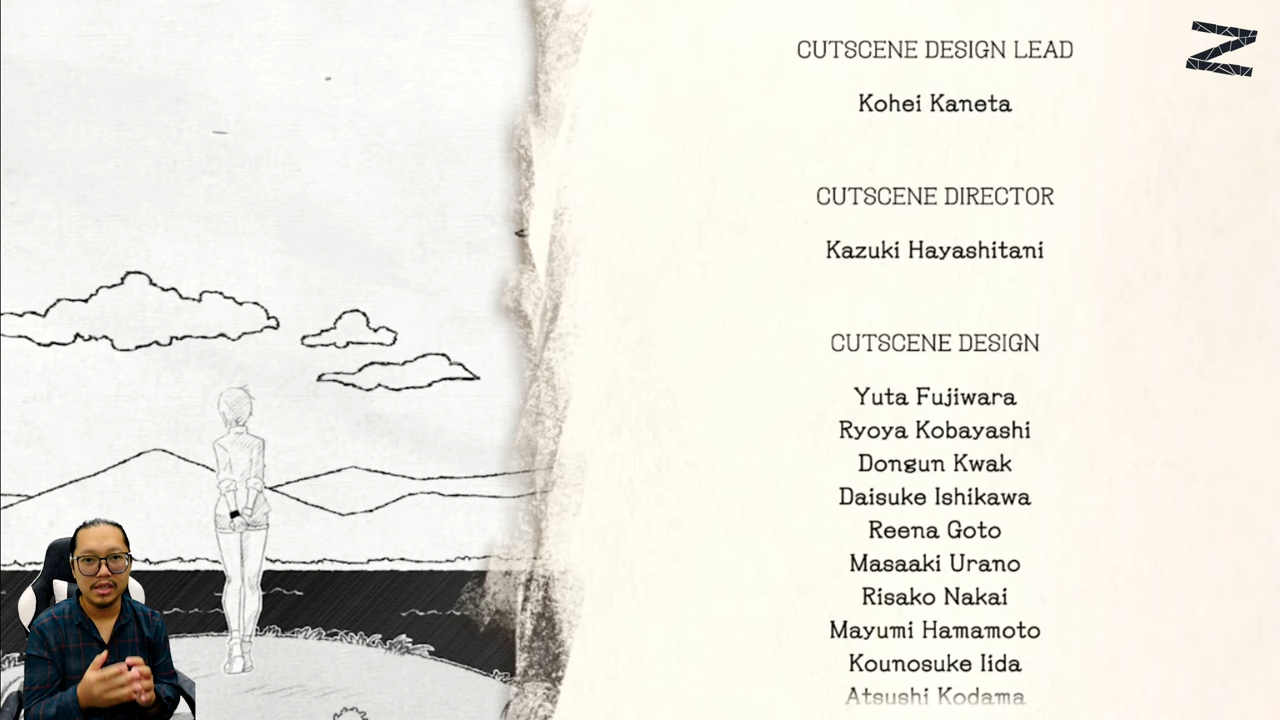 CUTSCENE DESIGN LEAD
Kohei Kaneta
CUTSCENE DIRECTOR
Kazuki Hayashitani
CUTSCENE DESIGN
Yuta Fujiwara
Ryoya Kobayashi
Dongun Kwak
Daisuke Ishikawa
Reena Goto
Masaaki Urano
Risako Nakai
Mayumi Hamamoto
Kounosuke Iida
Atsushi Kodama
Z